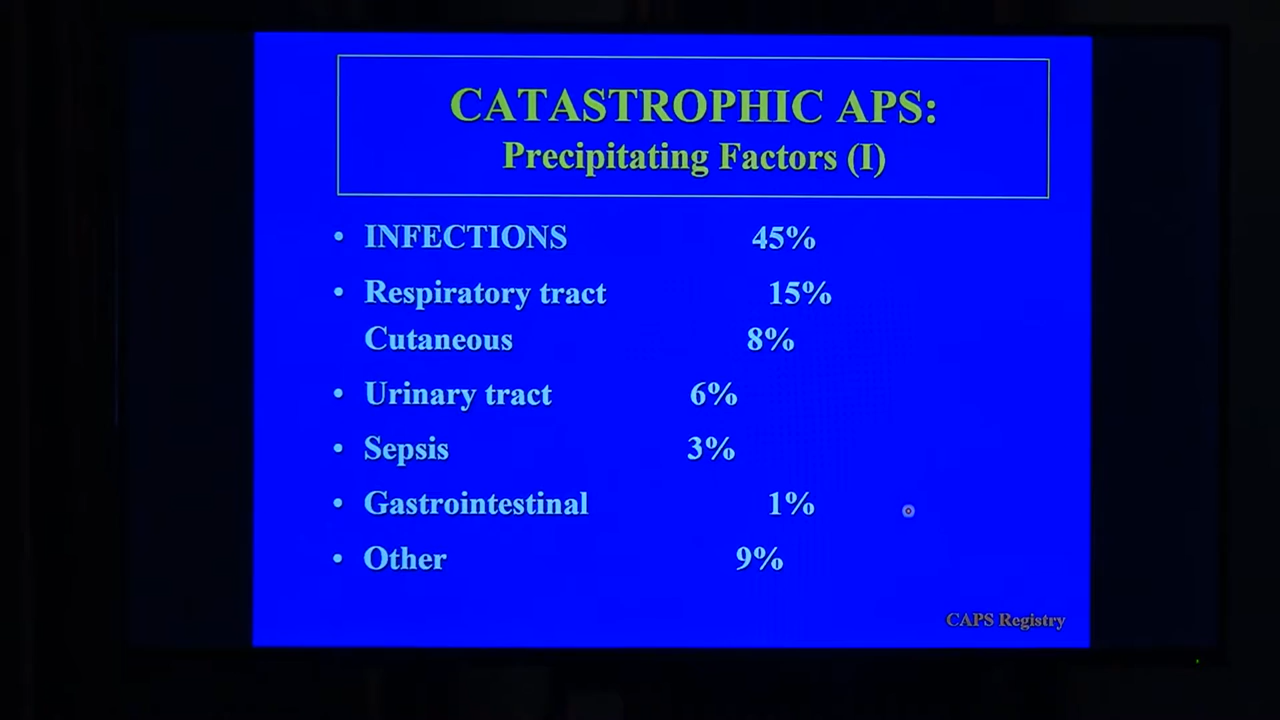 CATASTROPHIC APS:
Precipitating Factors (I)
• INFECTIONS 45%
• Respiratory tract 15%
Cutaneous 8%
• Urinary tract 6%
• Sepsis 3%
• Gastrointestinal 1%
• Other 9%
CAPS Registry